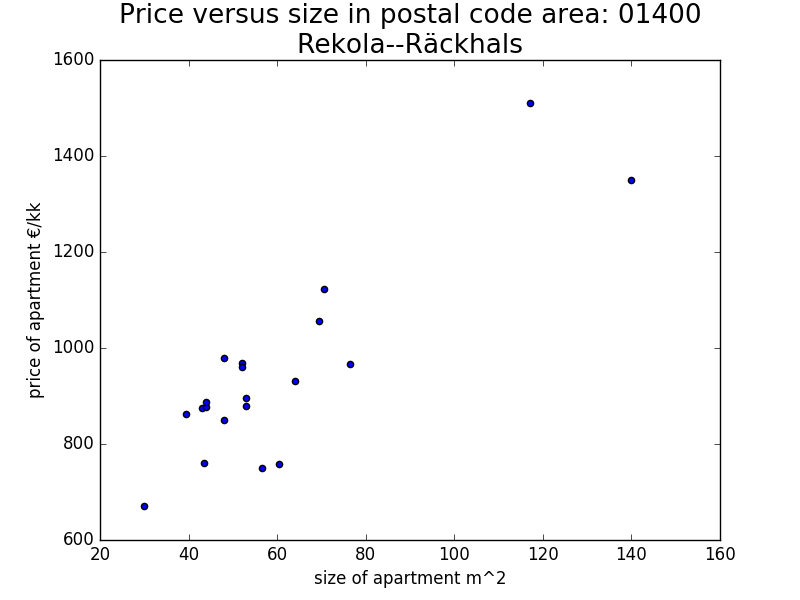 Price versus size in postal code area: 01400
Rekola--Räckhals
1600
1400
1200
1000
800
600
price of apartment €/kk
20 40 60 80 100 120 140 160
size of apartment m^2